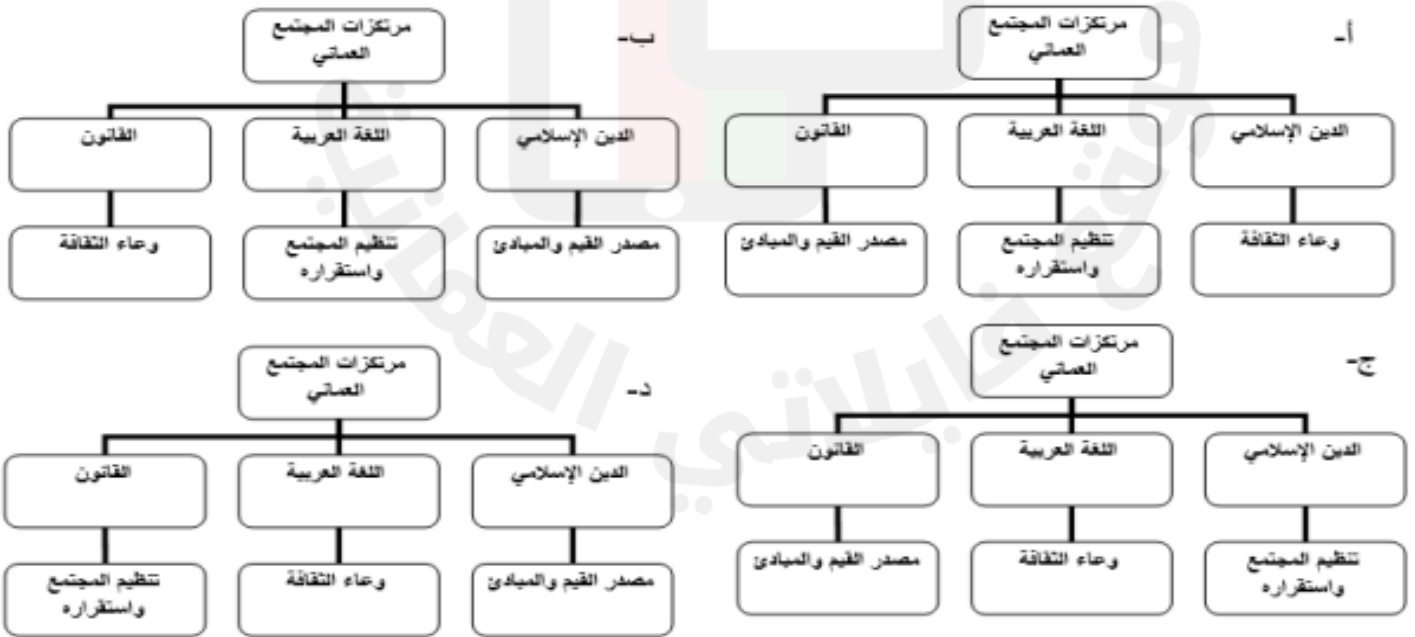 أ-
مرتكزات المجتمع
العماني
الدين الإسلامي
اللغة العربية
القانون
وعاء الثقافة
تنظيم المجتمع
واستقراره
مصدر القيم والمبادئ
ب-
مرتكزات المجتمع
العماني
الدين الإسلامي
اللغة العربية
القانون
مصدر القيم والمبادئ
تنظيم المجتمع
واستقراره
وعاء الثقافة
ج-
مرتكزات المجتمع
العماني
الدين الإسلامي
اللغة العربية
القانون
تنظيم المجتمع
واستقراره
وعاء الثقافة
مصدر القيم والمبادئ
د-
مرتكزات المجتمع
العماني
الدين الإسلامي
اللغة العربية
القانون
مصدر القيم والمبادئ
وعاء الثقافة
تنظيم المجتمع
واستقراره
موقع فايلاتي العمانية